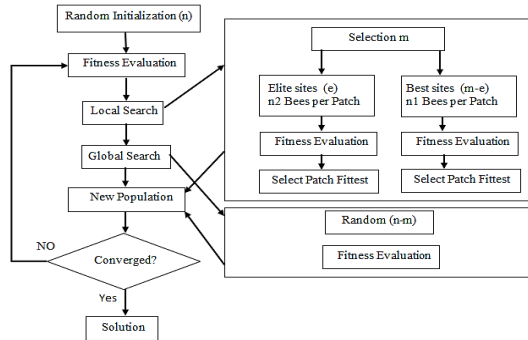 Random Initialization (n)
Fitness Evaluation
Local Search
Global Search
New Population
NO
Converged?
Yes
Solution
Selection m
Elite sites (e)
n2 Bees per Patch
Best sites (m-e)
n1 Bees per Patch
Fitness Evaluation
Fitness Evaluation
Select Patch Fittest
Select Patch Fittest
Random (n-m)
Fitness Evaluation